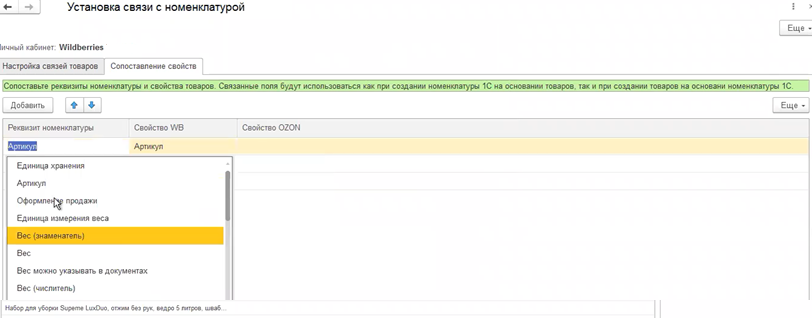 Установка связи с номенклатурой
Еще
Личный кабинет: Wildberries
Настройка связей товаров Сопоставление свойств
Сопоставьте реквизиты номенклатуры и свойства товаров. Связанные поля будут использоваться как при создании номенклатуры 1С на основании товаров, так и при создании товаров на основани номенклатуры 1С.
Добавить Еще
Реквизит номенклатуры Свойство WB Свойство OZON
Артикул Артикул
Единица хранения
Артикул
Оформление продажи
Единица измерения веса
Вес (знаменатель)
Вес
Вес можно указывать в документах
Вес (числитель)
Набор для уборки Supreme LuxDuo, отжим без рук, ведро 5 литров, шваб...